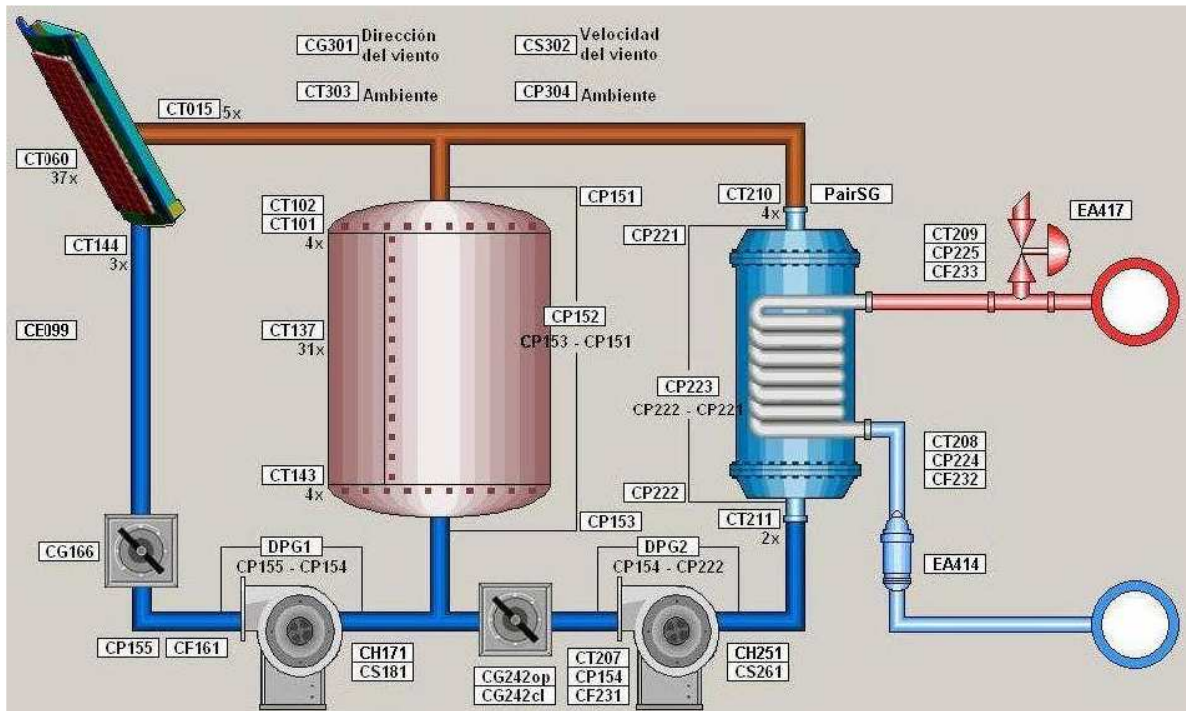 CG301 Dirección
del viento
CS302 Velocidad
del viento
CT303 Ambiente
CP304 Ambiente
CT015 5x
CT060
37x
CT102
CT101
4x
CP151
CT210
4x
PairSG
CP221
EA417
CT209
CP225
CF233
CT144
3x
CE099
CT137
31x
CP152
CP153 - CP151
CP223
CP222 - CP221
CT208
CP224
CF232
CT143
4x
CP222
CP153
CT211
2x
CG166
DPG1
CP155 - CP154
DPG2
CP154 - CP222
EA414
CP155 CF161
CH171
CS181
CG242op
CG242cl
CT207
CP154
CF231
CH251
CS261